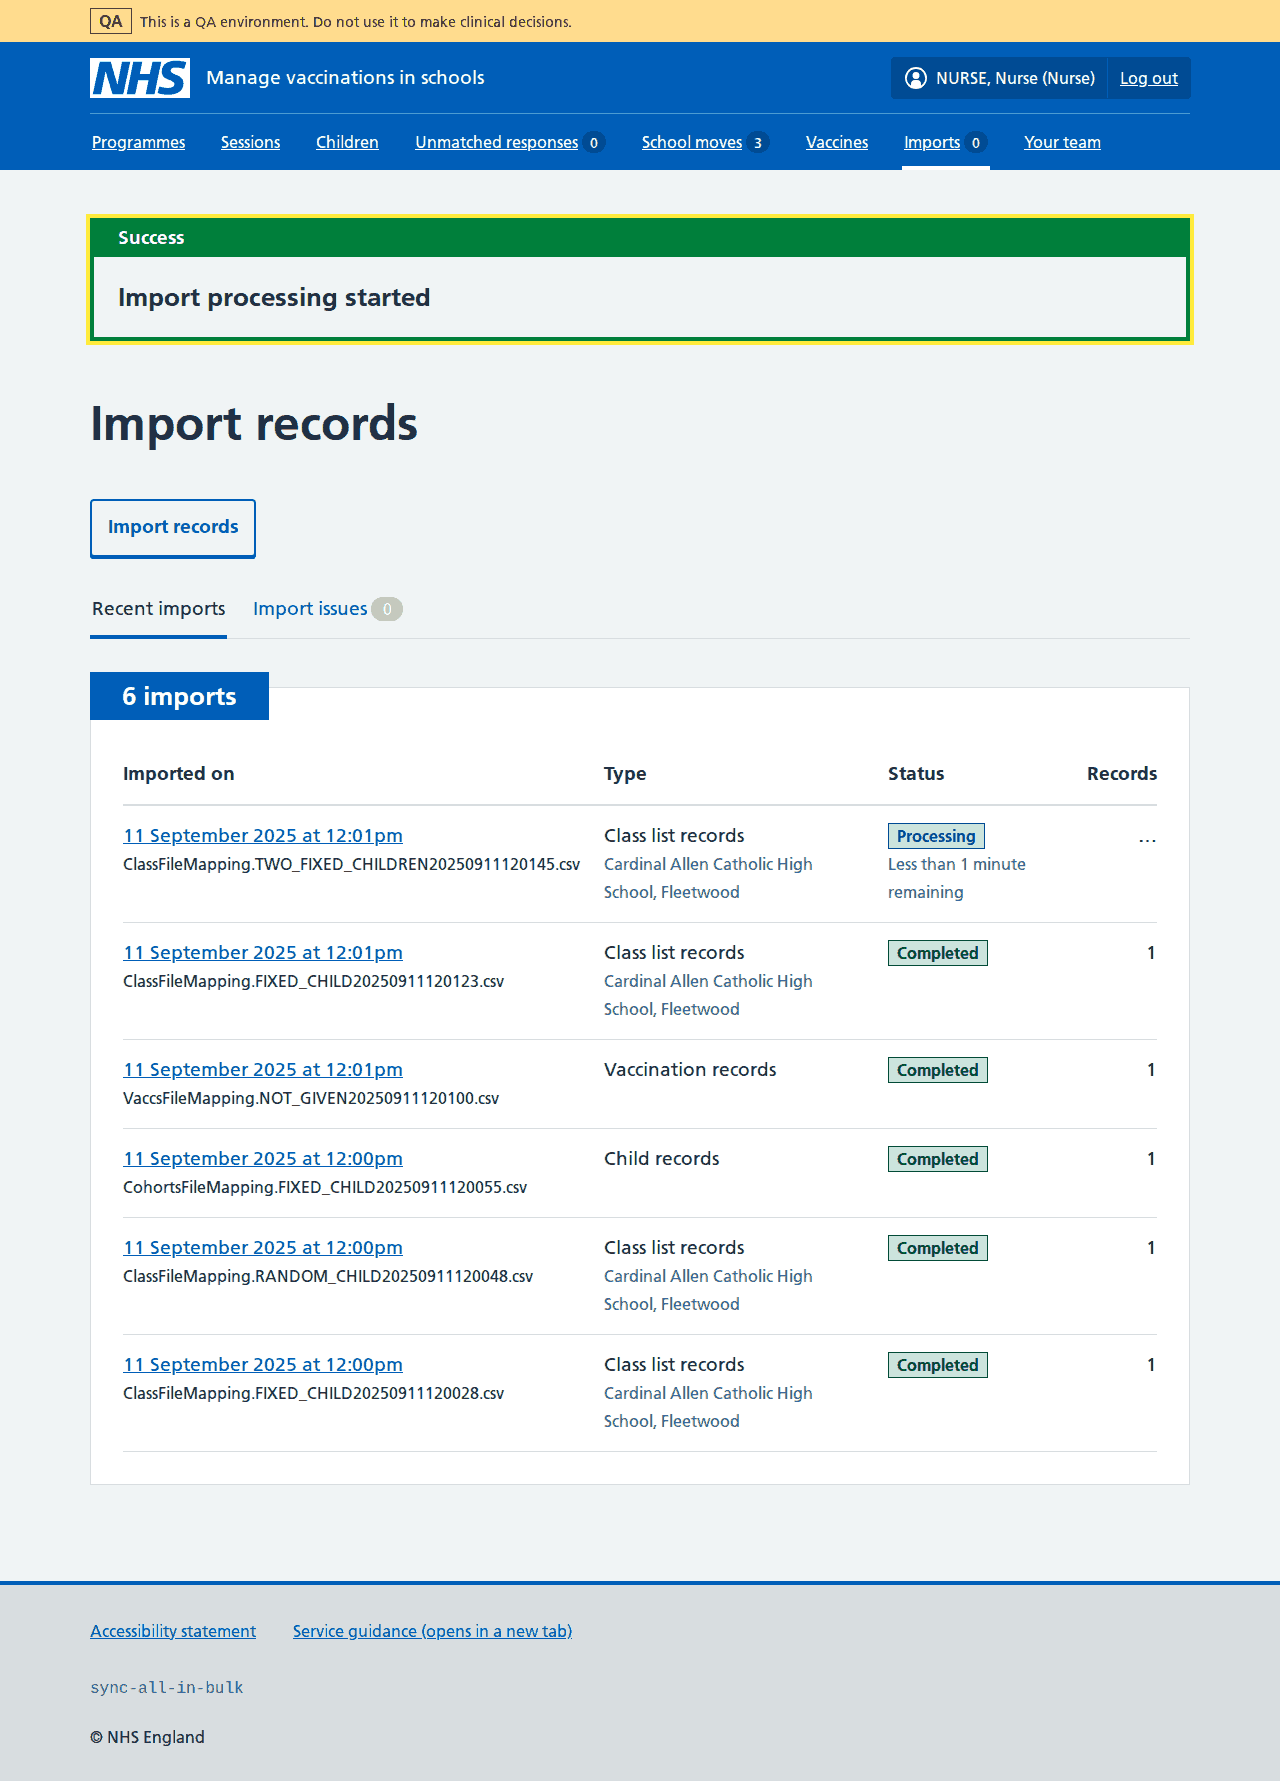 QA This is a QA environment. Do not use it to make clinical decisions.
NHS Manage vaccinations in schools NURSE, Nurse (Nurse) Log out
Programmes Sessions Children Unmatched responses 0 School moves 3 Vaccines Imports 0 Your team
Success
Import processing started
Import records
Import records
Recent imports Import issues 0
6 imports
Imported on Type Status Records
11 September 2025 at 12:01pm Class list records Processing ...
ClassFileMapping.TWO_FIXED_CHILDREN20250911120145.csv Cardinal Allen Catholic High Less than 1 minute
School, Fleetwood remaining
11 September 2025 at 12:01pm Class list records Completed 1
ClassFileMapping.FIXED_CHILD20250911120123.csv Cardinal Allen Catholic High
School, Fleetwood
11 September 2025 at 12:01pm Vaccination records Completed 1
VaccsFileMapping.NOT_GIVEN20250911120100.csv
11 September 2025 at 12:00pm Child records Completed 1
CohortsFileMapping.FIXED_CHILD20250911120055.csv
11 September 2025 at 12:00pm Class list records Completed 1
ClassFileMapping.RANDOM_CHILD20250911120048.csv Cardinal Allen Catholic High
School, Fleetwood
11 September 2025 at 12:00pm Class list records Completed 1
ClassFileMapping.FIXED_CHILD20250911120028.csv Cardinal Allen Catholic High
School, Fleetwood
Accessibility statement Service guidance (opens in a new tab)
sync-all-in-bulk
© NHS England